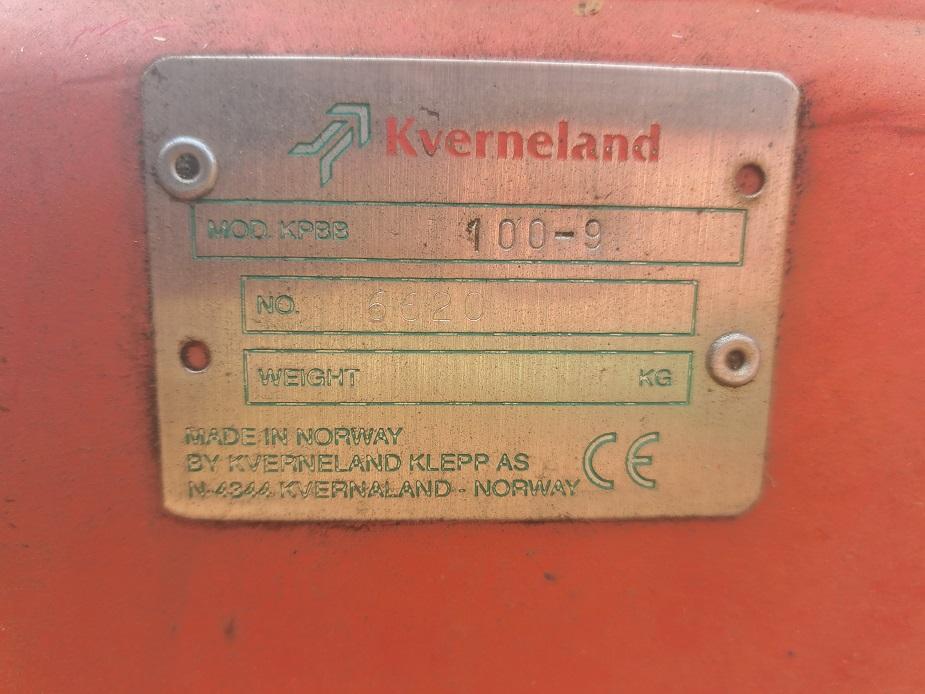 Kverneland
MOD. KPBB 100-9
NO. 6620
WEIGHT KG
MADE IN NORWAY
BY KVERNELAND KLEPP AS
N-4344 KVERNALAND - NORWAY
CE